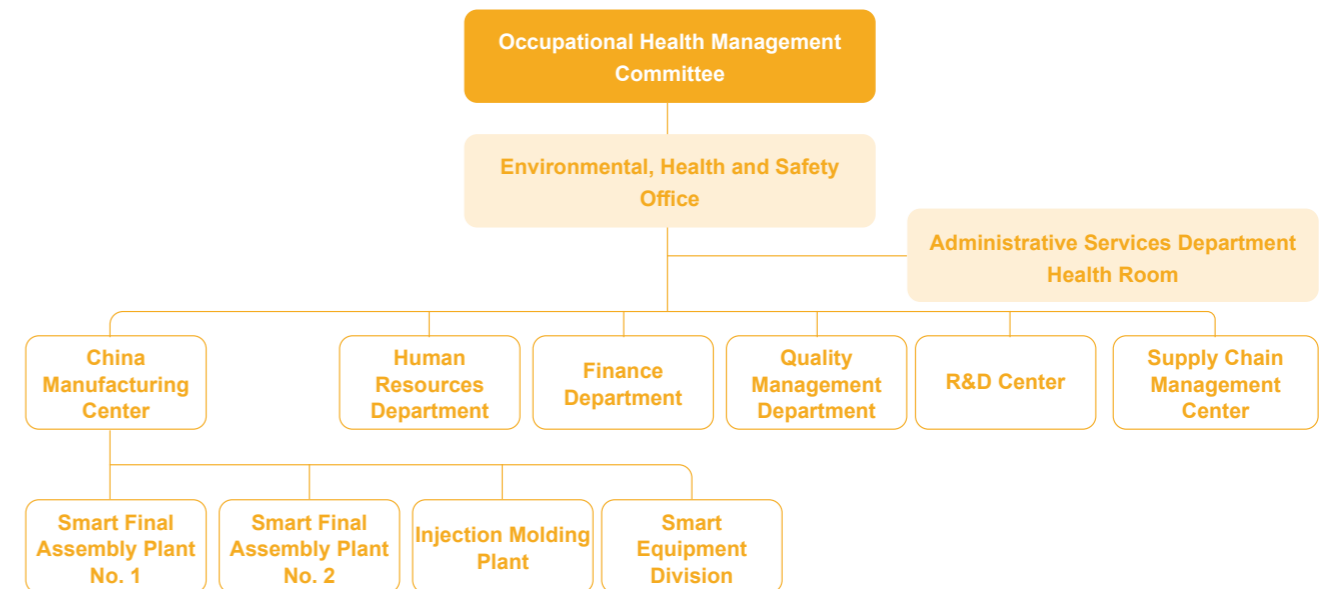 Occupational Health Management
Committee
Environmental, Health and Safety
Office
Administrative Services Department
Health Room
China
Manufacturing
Center
Human
Resources
Department
Finance
Department
Quality
Management
Department
R&D Center
Supply Chain
Management
Center
Smart Final
Assembly Plant
No. 1
Smart Final
Assembly Plant
No. 2
Injection Molding
Plant
Smart
Equipment
Division